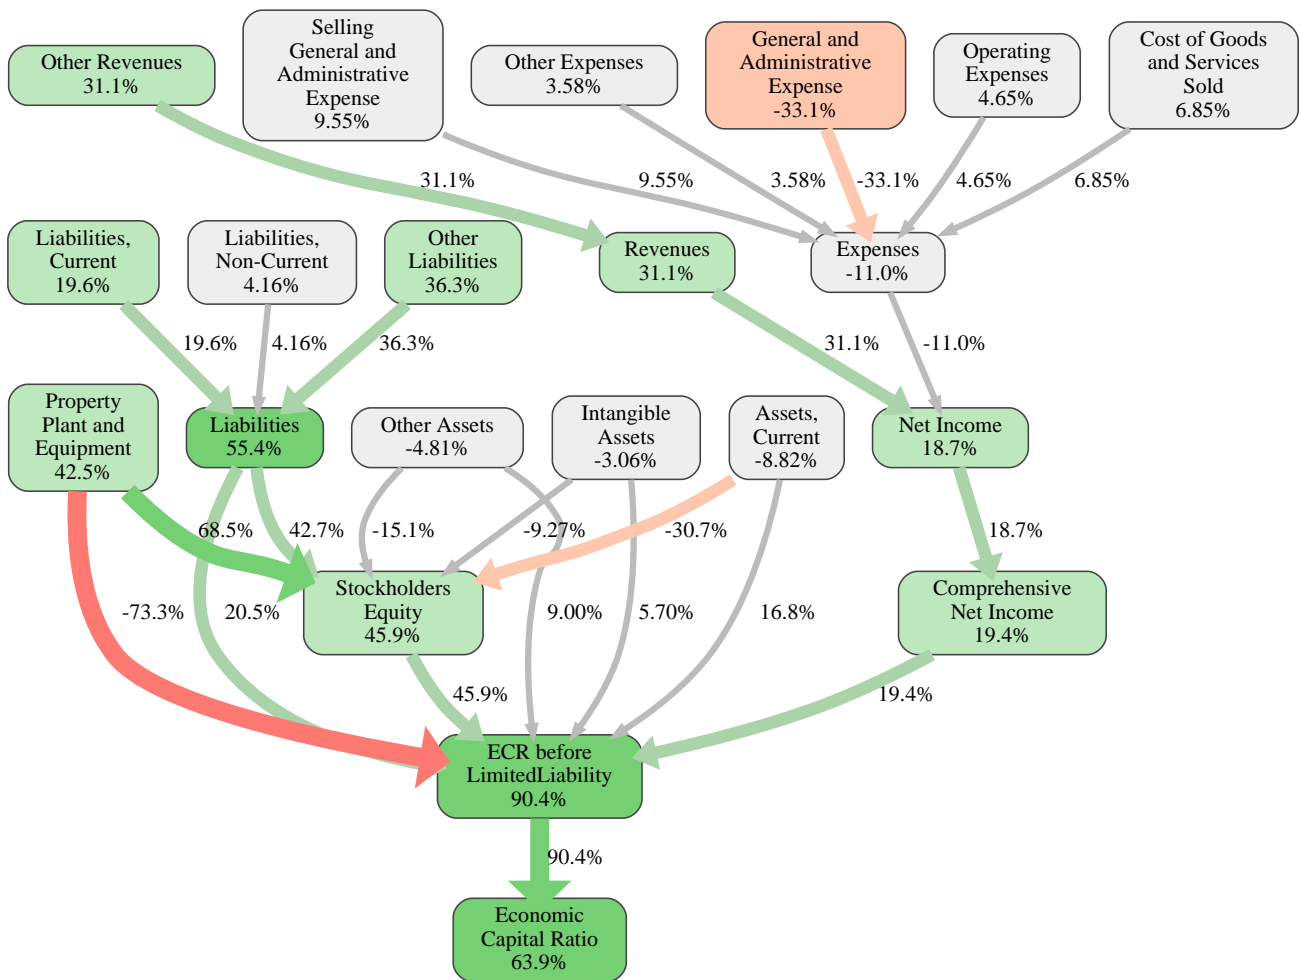 Other Revenues
31.1%
Selling
General and
Administrative
Expense
9.55%
Other Expenses
3.58%
General and
Administrative
Expense
-33.1%
Operating
Expenses
4.65%
Cost of Goods
and Services
Sold
6.85%
31.1%
9.55%
3.58%
-33.1%
4.65%
6.85%
Liabilities,
Current
19.6%
Liabilities,
Non-Current
4.16%
Other
Liabilities
36.3%
Revenues
31.1%
Expenses
-11.0%
19.6%
4.16%
36.3%
31.1%
-11.0%
Property
Plant and
Equipment
42.5%
Liabilities
55.4%
Other Assets
-4.81%
Intangible
Assets
-3.06%
Assets,
Current
-8.82%
Net Income
18.7%
68.5%
42.7%
-15.1%
-9.27%
-30.7%
18.7%
-73.3%
20.5%
Stockholders
Equity
45.9%
9.00%
5.70%
16.8%
Comprehensive
Net Income
19.4%
45.9%
19.4%
ECR before
LimitedLiability
90.4%
90.4%
Economic
Capital Ratio
63.9%